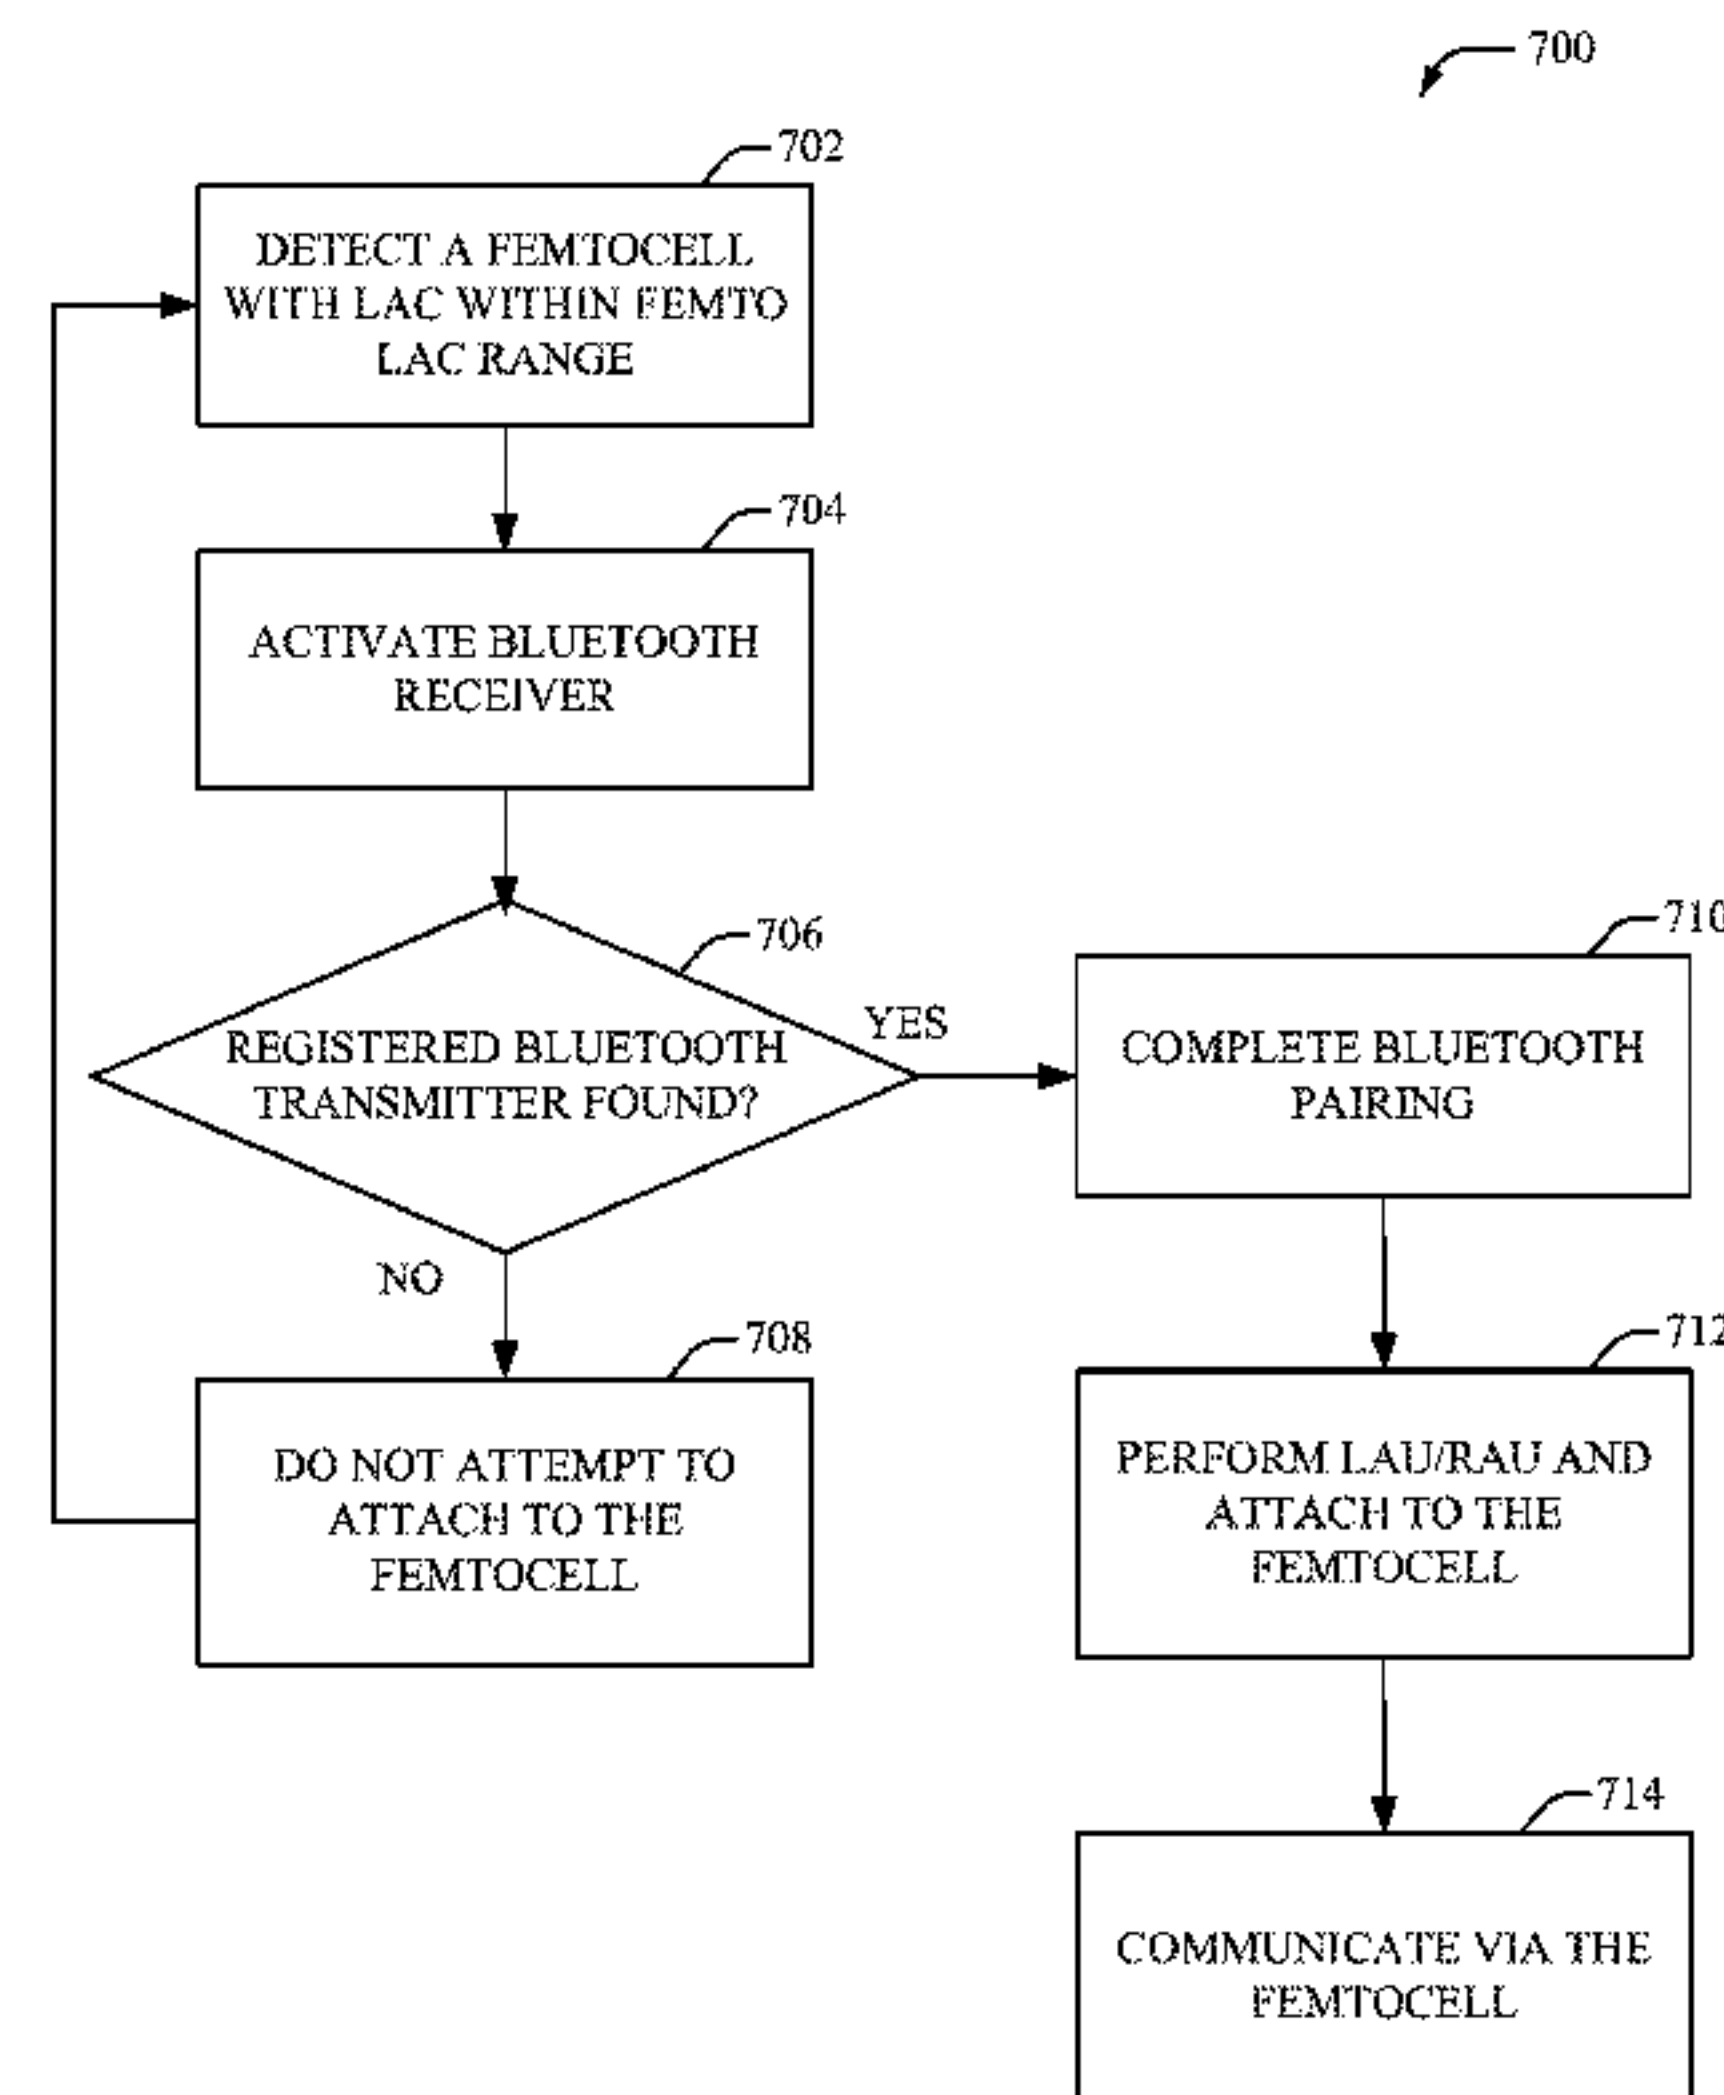 700
702
DETECT A FEMTOCELL
WITH LAC WITHIN FEMTO
LAC RANGE
704
ACTIVATE BLUETOOTH
RECEIVER
706
REGISTERED BLUETOOTH
TRANSMITTER FOUND?
YES
NO
708
DO NOT ATTEMPT TO
ATTACH TO THE
FEMTOCELL
710
COMPLETE BLUETOOTH
PAIRING
712
PERFORM LAU/RAU AND
ATTACH TO THE
FEMTOCELL
714
COMMUNICATE VIA THE
FEMTOCELL